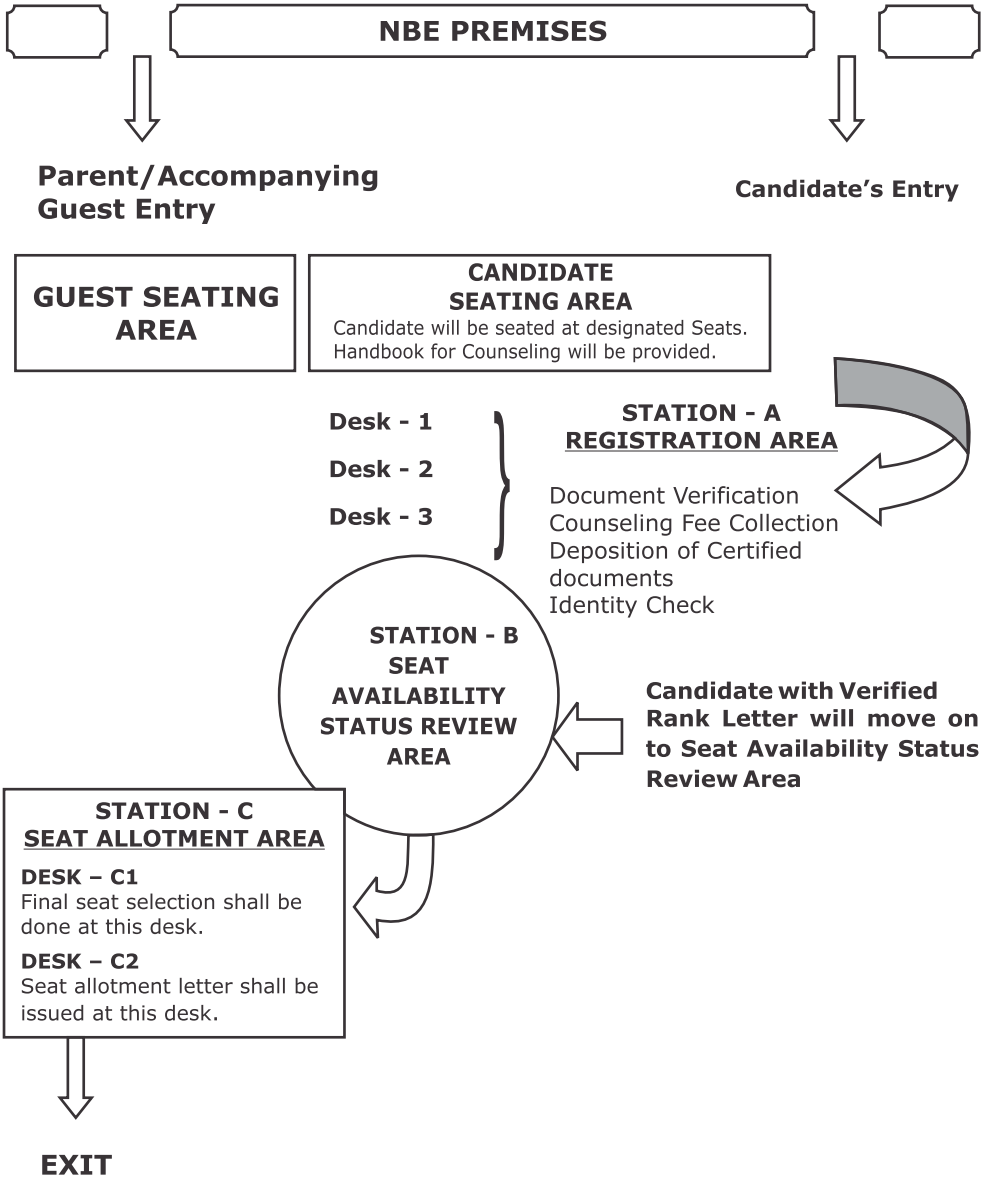 NBE PREMISES
Parent/Accompanying
Guest Entry
Candidate’s Entry
GUEST SEATING
AREA
CANDIDATE
SEATING AREA
Candidate will be seated at designated Seats.
Handbook for Counseling will be provided.
Desk - 1
Desk - 2
Desk - 3
STATION - A
REGISTRATION AREA
Document Verification
Counseling Fee Collection
Deposition of Certified
documents
Identity Check
STATION - B
SEAT
AVAILABILITY
STATUS REVIEW
AREA
Candidate with Verified
Rank Letter will move on
to Seat Availability Status
Review Area
STATION - C
SEAT ALLOTMENT AREA
DESK – C1
Final seat selection shall be
done at this desk.
DESK – C2
Seat allotment letter shall be
issued at this desk.
EXIT